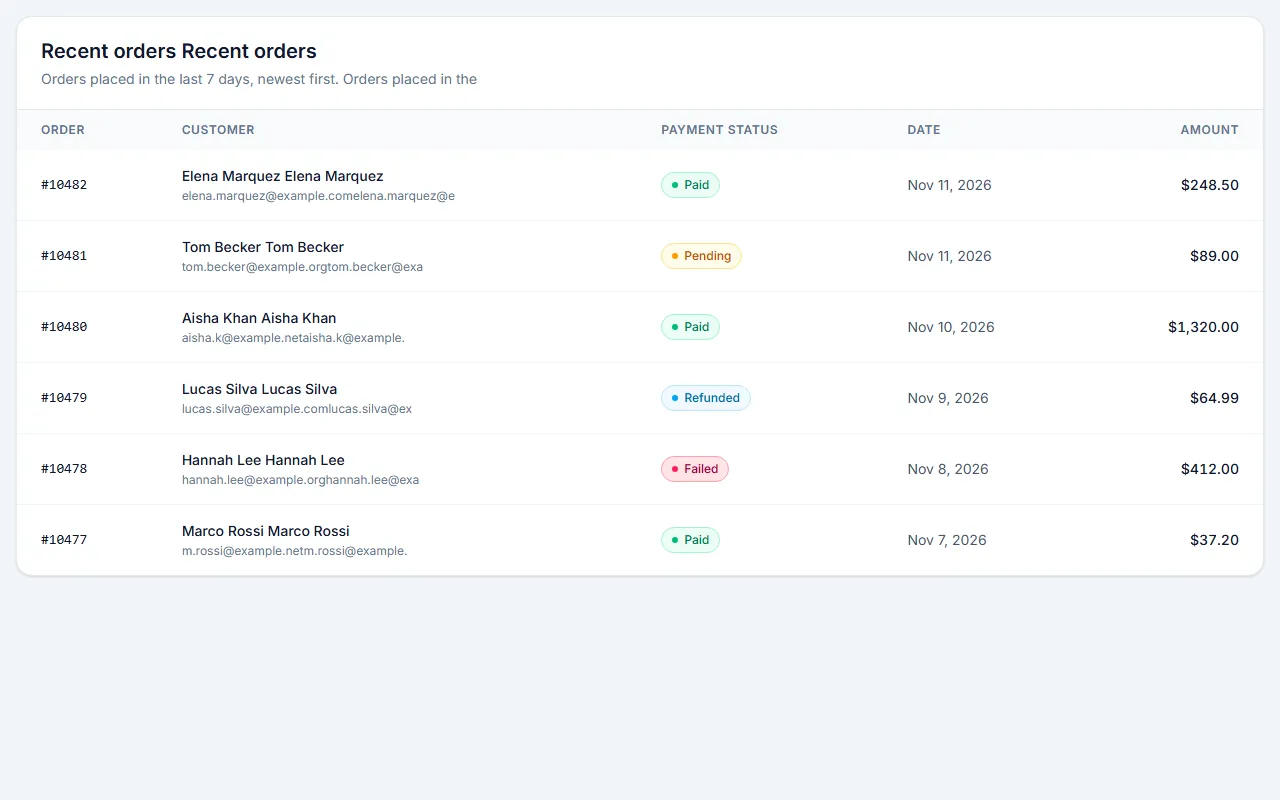 Recent orders Recent orders
Orders placed in the last 7 days, newest first. Orders placed in the
ORDER CUSTOMER PAYMENT STATUS DATE AMOUNT
#10482 Elena Marquez Elena Marquez Paid Nov 11, 2026 $248.50
elena.marquez@example.comelena.marquez@e
#10481 Tom Becker Tom Becker Pending Nov 11, 2026 $89.00
tom.becker@example.orgtom.becker@exa
#10480 Aisha Khan Aisha Khan Paid Nov 10, 2026 $1,320.00
aisha.k@example.netaisha.k@example.
#10479 Lucas Silva Lucas Silva Refunded Nov 9, 2026 $64.99
lucas.silva@example.comlucas.silva@ex
#10478 Hannah Lee Hannah Lee Failed Nov 8, 2026 $412.00
hannah.lee@example.orghannah.lee@exa
#10477 Marco Rossi Marco Rossi Paid Nov 7, 2026 $37.20
m.rossi@example.netm.rossi@example.